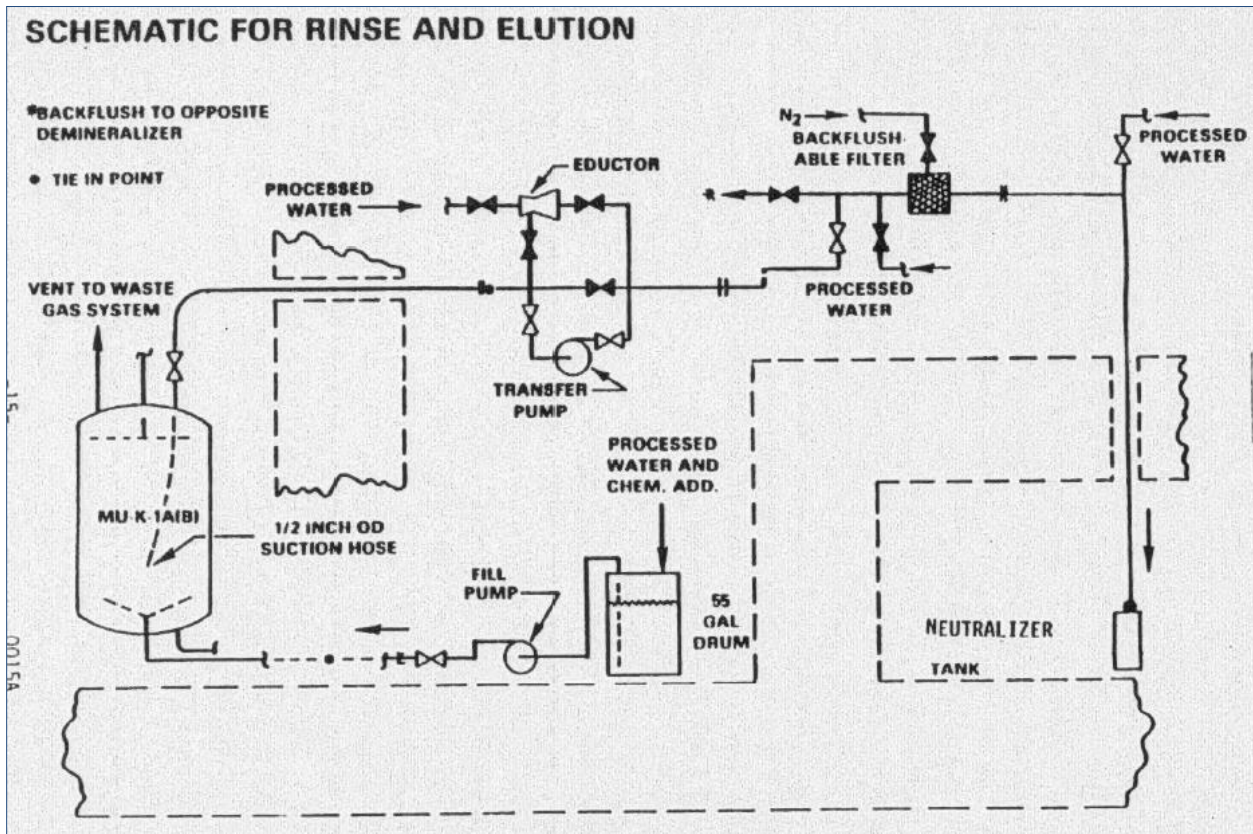 SCHEMATIC FOR RINSE AND ELUTION
*BACKFLUSH TO OPPOSITE
DEMINERALIZER
• TIE IN POINT
PROCESSED
WATER
EDUCTOR
N2
BACKFLUSH-
ABLE FILTER
PROCESSED
WATER
*
VENT TO WASTE
GAS SYSTEM
PROCESSED
WATER
TRANSFER
PUMP
PROCESSED
WATER AND
CHEM. ADD.
MU-K-1A(B)
1/2 INCH OD
SUCTION HOSE
FILL
PUMP
55
GAL
DRUM
NEUTRALIZER
TANK
-15-
0015A